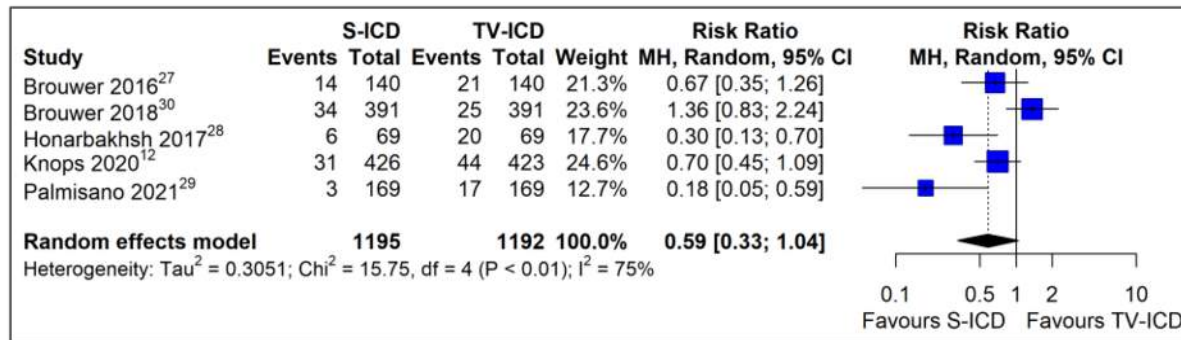 S-ICD TV-ICD Risk Ratio Risk Ratio
Study Events Total Events Total Weight MH, Random, 95% CI MH, Random, 95% CI
Brouwer 2016²⁷ 14 140 21 140 21.3% 0.67 [0.35; 1.26]
Brouwer 2018³⁰ 34 391 25 391 23.6% 1.36 [0.83; 2.24]
Honarbakhsh 2017²⁸ 6 69 20 69 17.7% 0.30 [0.13; 0.70]
Knops 2020¹² 31 426 44 423 24.6% 0.70 [0.45; 1.09]
Palmisano 2021²⁹ 3 169 17 169 12.7% 0.18 [0.05; 0.59]
Random effects model 1195 1192 100.0% 0.59 [0.33; 1.04]
Heterogeneity: Tau² = 0.3051; Chi² = 15.75, df = 4 (P < 0.01); I² = 75%
0.1 0.5 1 2 10
Favours S-ICD Favours TV-ICD